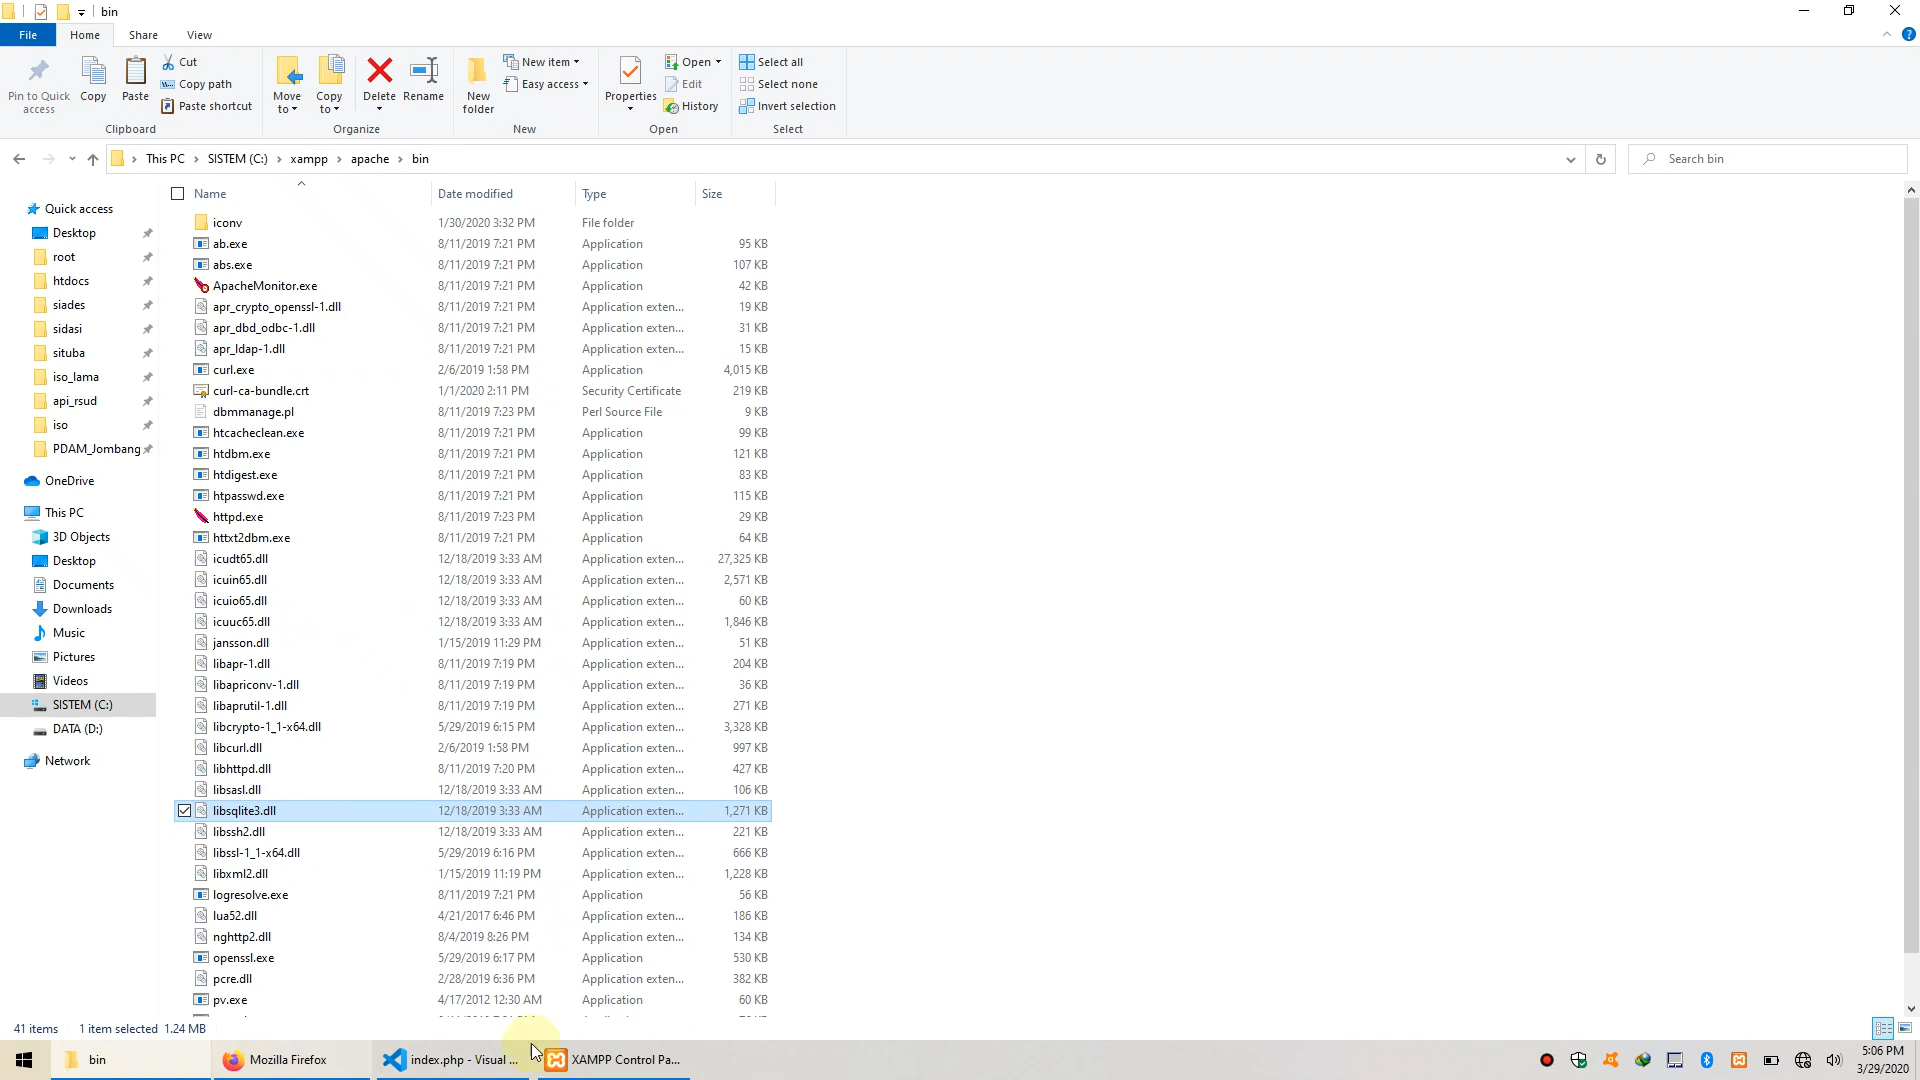 bin
File Home Share View
Pin to Quick access
Copy
Paste
Cut
Copy path
Paste shortcut
Clipboard
Move to
Copy to
Delete
Rename
Organize
New folder
New item
Easy access
New
Properties
Open
Edit
History
Open
Select all
Select none
Invert selection
Select
This PC > SISTEM (C:) > xampp > apache > bin
Search bin
Quick access
Desktop
root
htdocs
siades
sidasi
situba
iso_lama
api_rsud
iso
PDAM_Jombang
OneDrive
This PC
3D Objects
Desktop
Documents
Downloads
Music
Pictures
Videos
SISTEM (C:)
DATA (D:)
Network
Name Date modified Type Size
iconv 1/30/2020 3:32 PM File folder
ab.exe 8/11/2019 7:21 PM Application 95 KB
abs.exe 8/11/2019 7:21 PM Application 107 KB
ApacheMonitor.exe 8/11/2019 7:21 PM Application 42 KB
apr_crypto_openssl-1.dll 8/11/2019 7:21 PM Application exten... 19 KB
apr_dbd_odbc-1.dll 8/11/2019 7:21 PM Application exten... 31 KB
apr_ldap-1.dll 8/11/2019 7:21 PM Application exten... 15 KB
curl.exe 2/6/2019 1:58 PM Application 4,015 KB
curl-ca-bundle.crt 1/1/2020 2:11 PM Security Certificate 219 KB
dbmmanage.pl 8/11/2019 7:23 PM Perl Source File 9 KB
htcacheclean.exe 8/11/2019 7:21 PM Application 99 KB
htdbm.exe 8/11/2019 7:21 PM Application 121 KB
htdigest.exe 8/11/2019 7:21 PM Application 83 KB
htpasswd.exe 8/11/2019 7:21 PM Application 115 KB
httpd.exe 8/11/2019 7:23 PM Application 29 KB
httxt2dbm.exe 8/11/2019 7:21 PM Application 64 KB
icudt65.dll 12/18/2019 3:33 AM Application exten... 27,325 KB
icuin65.dll 12/18/2019 3:33 AM Application exten... 2,571 KB
icuio65.dll 12/18/2019 3:33 AM Application exten... 60 KB
icuuc65.dll 12/18/2019 3:33 AM Application exten... 1,846 KB
jansson.dll 1/15/2019 11:29 PM Application exten... 51 KB
libapr-1.dll 8/11/2019 7:19 PM Application exten... 204 KB
libapriconv-1.dll 8/11/2019 7:19 PM Application exten... 36 KB
libaprutil-1.dll 8/11/2019 7:19 PM Application exten... 271 KB
libcrypto-1_1-x64.dll 5/29/2019 6:15 PM Application exten... 3,328 KB
libcurl.dll 2/6/2019 1:58 PM Application exten... 997 KB
libhttpd.dll 8/11/2019 7:20 PM Application exten... 427 KB
libsasl.dll 12/18/2019 3:33 AM Application exten... 106 KB
libsqlite3.dll 12/18/2019 3:33 AM Application exten... 1,271 KB
libssh2.dll 12/18/2019 3:33 AM Application exten... 221 KB
libssl-1_1-x64.dll 5/29/2019 6:16 PM Application exten... 666 KB
libxml2.dll 1/15/2019 11:19 PM Application exten... 1,228 KB
logresolve.exe 8/11/2019 7:21 PM Application 56 KB
lua52.dll 4/21/2017 6:46 PM Application exten... 186 KB
nghttp2.dll 8/4/2019 8:26 PM Application exten... 134 KB
openssl.exe 5/29/2019 6:17 PM Application 530 KB
pcre.dll 2/28/2019 6:36 PM Application exten... 382 KB
pv.exe 4/17/2012 12:30 AM Application 60 KB
41 items 1 item selected 1.24 MB
bin
Mozilla Firefox
index.php - Visual ...
XAMPP Control Pa...
5:06 PM
3/29/2020